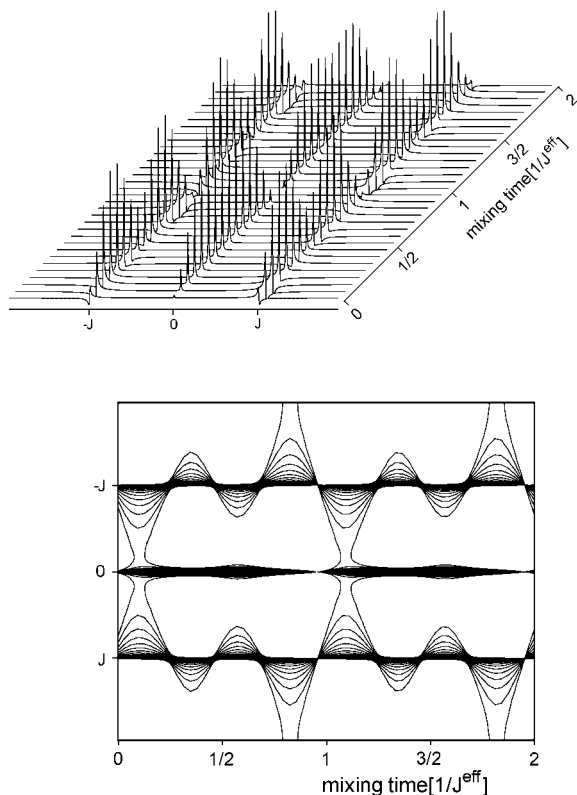 2
3/2
1
1/2
0
mixing time[1/J^eff]
-J 0 J
-J
0
J
0 1/2 1 3/2 2
mixing time[1/J^eff]